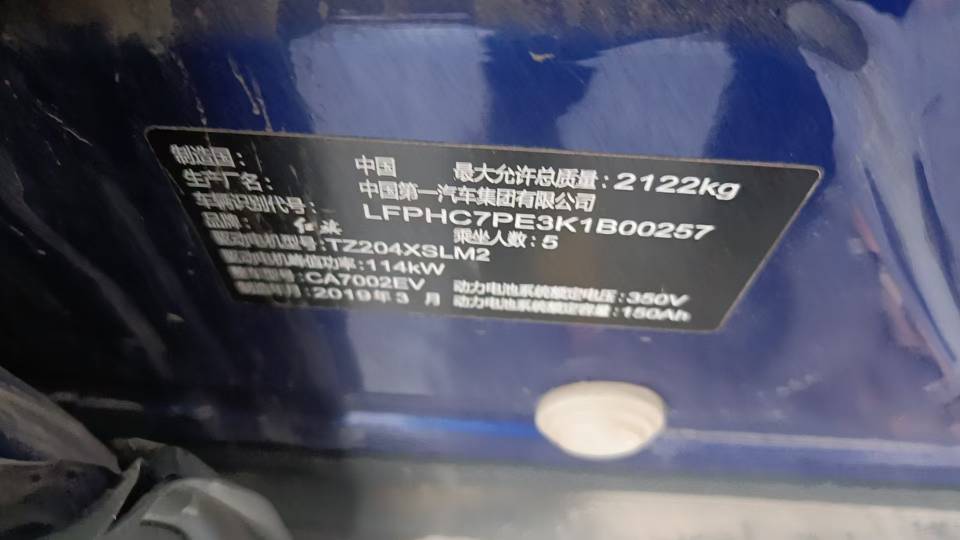 制造国： 中国 最大允许总质量：2122kg
生产厂名： 中国第一汽车集团有限公司
车辆识别代号： LFPHC7PE3K1B00257
品牌： 红旗 乘坐人数：5
驱动电机型号：TZ204XSLM2
驱动电机峰值功率：114kW
整车型号：CA7002EV 动力电池系统额定电压：350V
制造年月：2019年3月 动力电池系统额定容量：150Ah